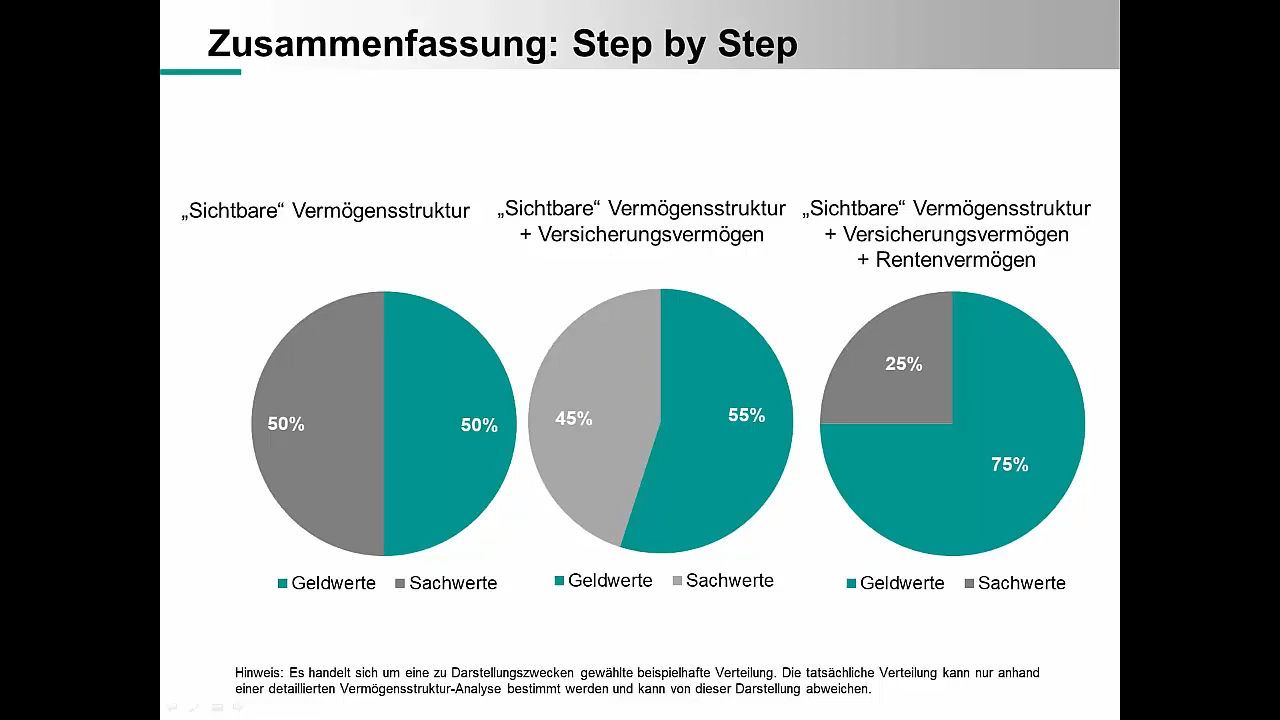 Zusammenfassung: Step by Step
„Sichtbare“ Vermögensstruktur
„Sichtbare“ Vermögensstruktur
+ Versicherungsvermögen
„Sichtbare“ Vermögensstruktur
+ Versicherungsvermögen
+ Rentenvermögen
50%
50%
Geldwerte
Sachwerte
45%
55%
Geldwerte
Sachwerte
25%
75%
Geldwerte
Sachwerte
Hinweis: Es handelt sich um eine zu Darstellungszwecken gewählte beispielhafte Verteilung. Die tatsächliche Verteilung kann nur anhand
einer detaillierten Vermögensstruktur-Analyse bestimmt werden und kann von dieser Darstellung abweichen.